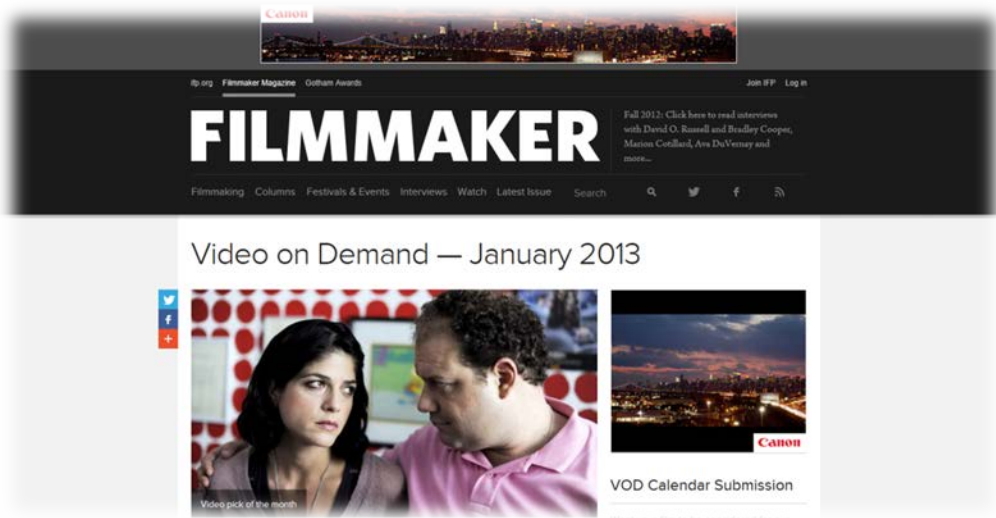 Canon
ifp.org Filmmaker Magazine Gotham Awards Join IFP Log in
FILMMAKER
Fall 2012: Click here to read interviews
with David O. Russell and Bradley Cooper,
Marion Cotillard, Ava DuVernay and
more...
Filmmaking Columns Festivals & Events Interviews Watch Latest Issue Search
Video on Demand — January 2013
Video pick of the month
Canon
VOD Calendar Submission